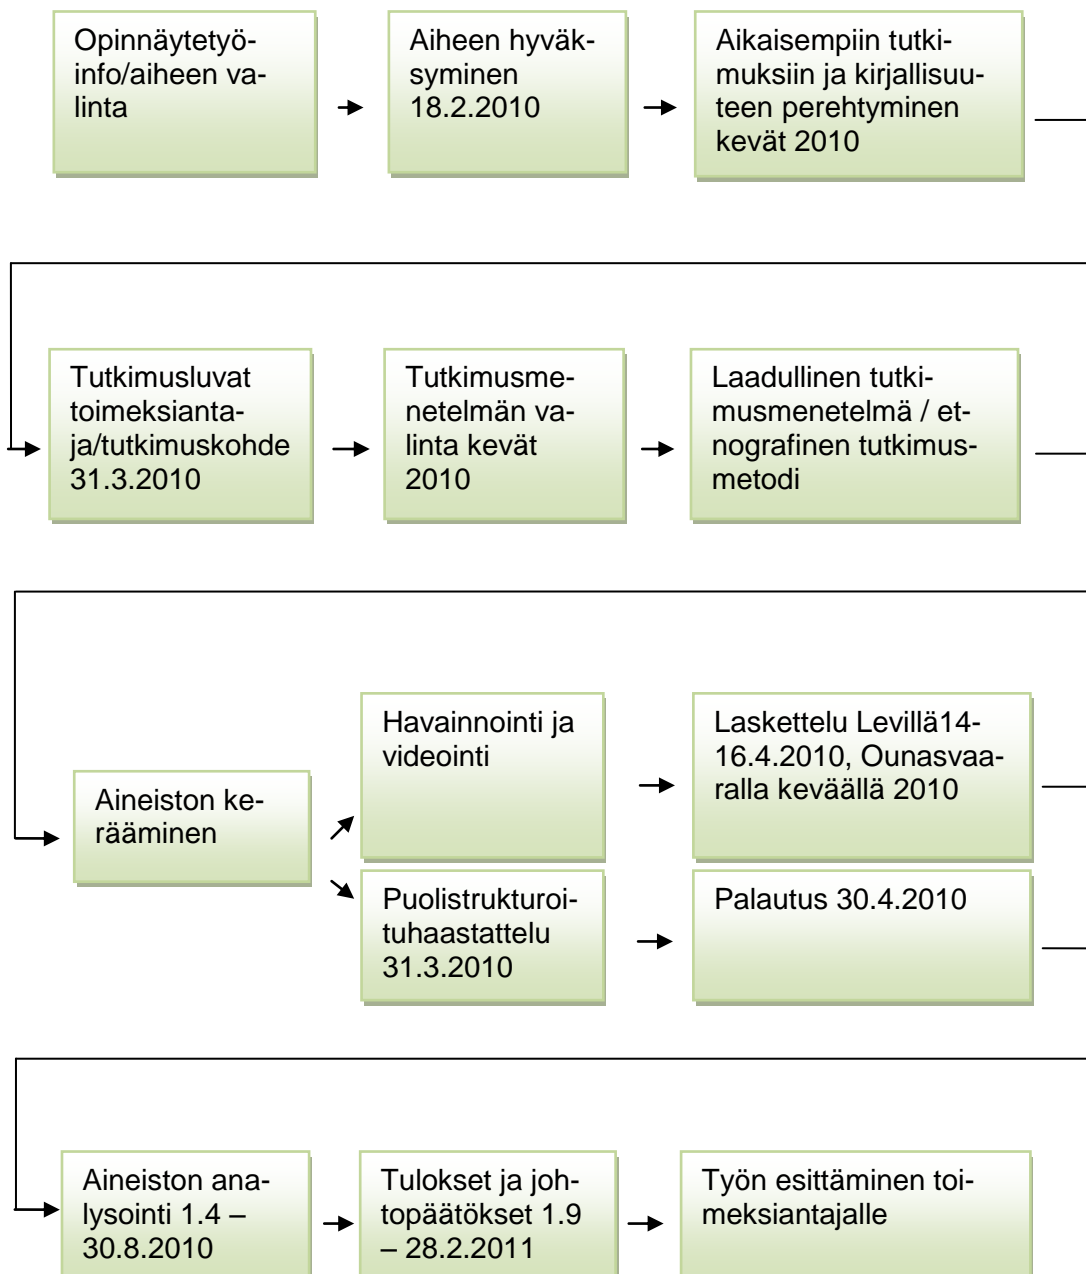 Opinnäytetyö-
info/aiheen va-
linta
Aiheen hyväk-
syminen
18.2.2010
Aikaisempiin tutki-
muksiin ja kirjallisuu-
teen perehtyminen
kevät 2010
Tutkimusluvat
toimeksianta-
ja/tutkimuskohde
31.3.2010
Tutkimusme-
netelmän va-
linta kevät
2010
Laadullinen tutki-
musmenetelmä / et-
nografinen tutkimus-
metodi
Aineiston ke-
rääminen
Havainnointi ja
videointi
Laskettelu Levillä14-
16.4.2010, Ounasvaa-
ralla keväällä 2010
Puolistrukturoi-
tuhaastattelu
31.3.2010
Palautus 30.4.2010
Aineiston ana-
lysointi 1.4 –
30.8.2010
Tulokset ja joh-
topäätökset 1.9
– 28.2.2011
Työn esittäminen toi-
meksiantajalle